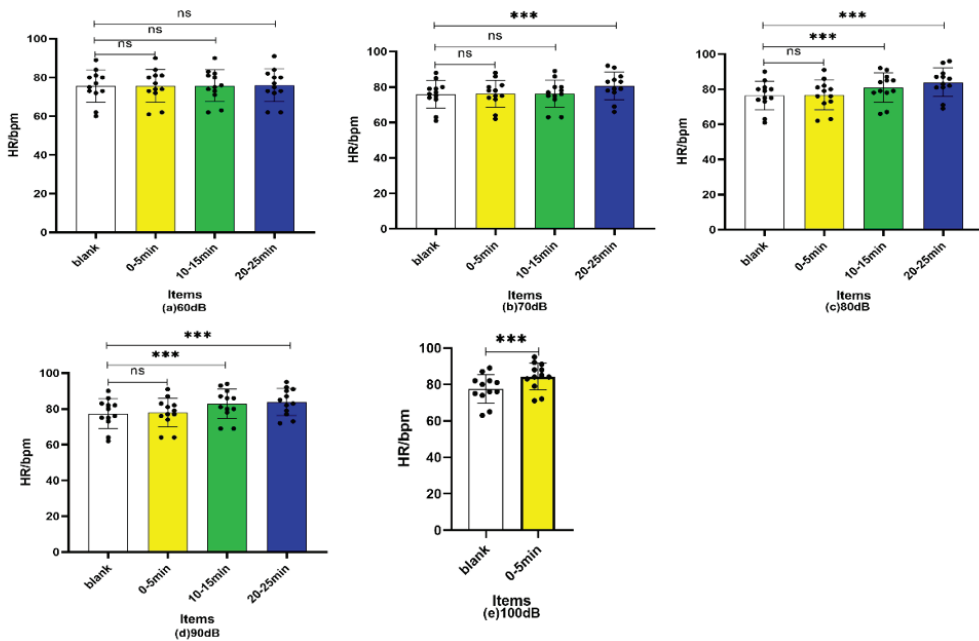 ns
ns
ns
100
80
60
40
20
0
HR/bpm
blank
0-5min
10-15min
20-25min
Items
(a)60dB
***
ns
ns
100
80
60
40
20
0
HR/bpm
blank
0-5min
10-15min
20-25min
Items
(b)70dB
***
***
ns
100
80
60
40
20
0
HR/bpm
blank
0-5min
10-15min
20-25min
Items
(c)80dB
***
***
ns
100
80
60
40
20
0
HR/bpm
blank
0-5min
10-15min
20-25min
Items
(d)90dB
***
100
80
60
40
20
0
HR/bpm
blank
0-5min
Items
(e)100dB